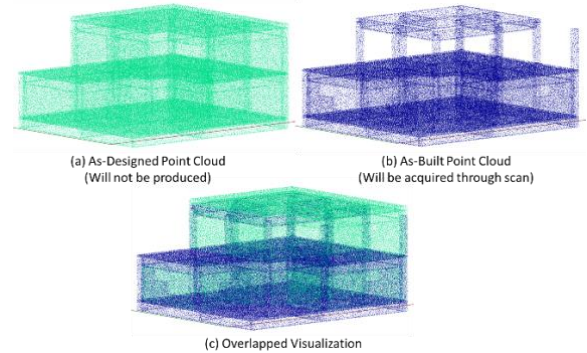 (a) As-Designed Point Cloud
(Will not be produced)
(b) As-Built Point Cloud
(Will be acquired through scan)
(c) Overlapped Visualization